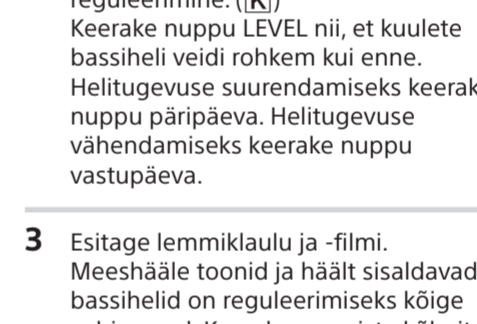 reguleerimine. (K)
Keerake nuppu LEVEL nii, et kuulete
bassiheli veidi rohkem kui enne.
Helitugevuse suurendamiseks keerak
nuppu päripäeva. Helitugevuse
vähendamiseks keerake nuppu
vastupäeva.
3 Esitage lemmiklaulu ja -filmi.
Meeshääle toonid ja häält sisaldavad
bassihelid on reguleerimiseks kõige